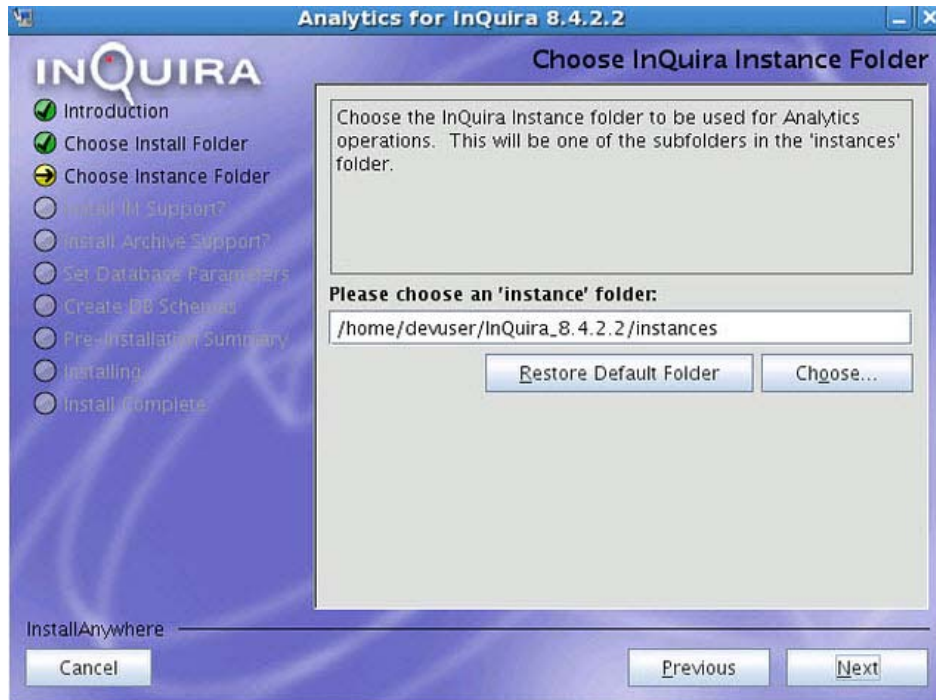 Analytics for InQuira 8.4.2.2
INQUIRA
Choose InQuira Instance Folder
Introduction
Choose Install Folder
Choose Instance Folder
Install IM Support?
Install Archive Support?
Set Database Parameters
Create DB Schemas
Pre-Installation Summary
Installing...
Install Complete
Choose the InQuira Instance folder to be used for Analytics
operations. This will be one of the subfolders in the 'instances'
folder.
Please choose an 'instance' folder:
/home/devuser/InQuira_8.4.2.2/instances
Restore Default Folder
Choose...
InstallAnywhere
Cancel
Previous
Next